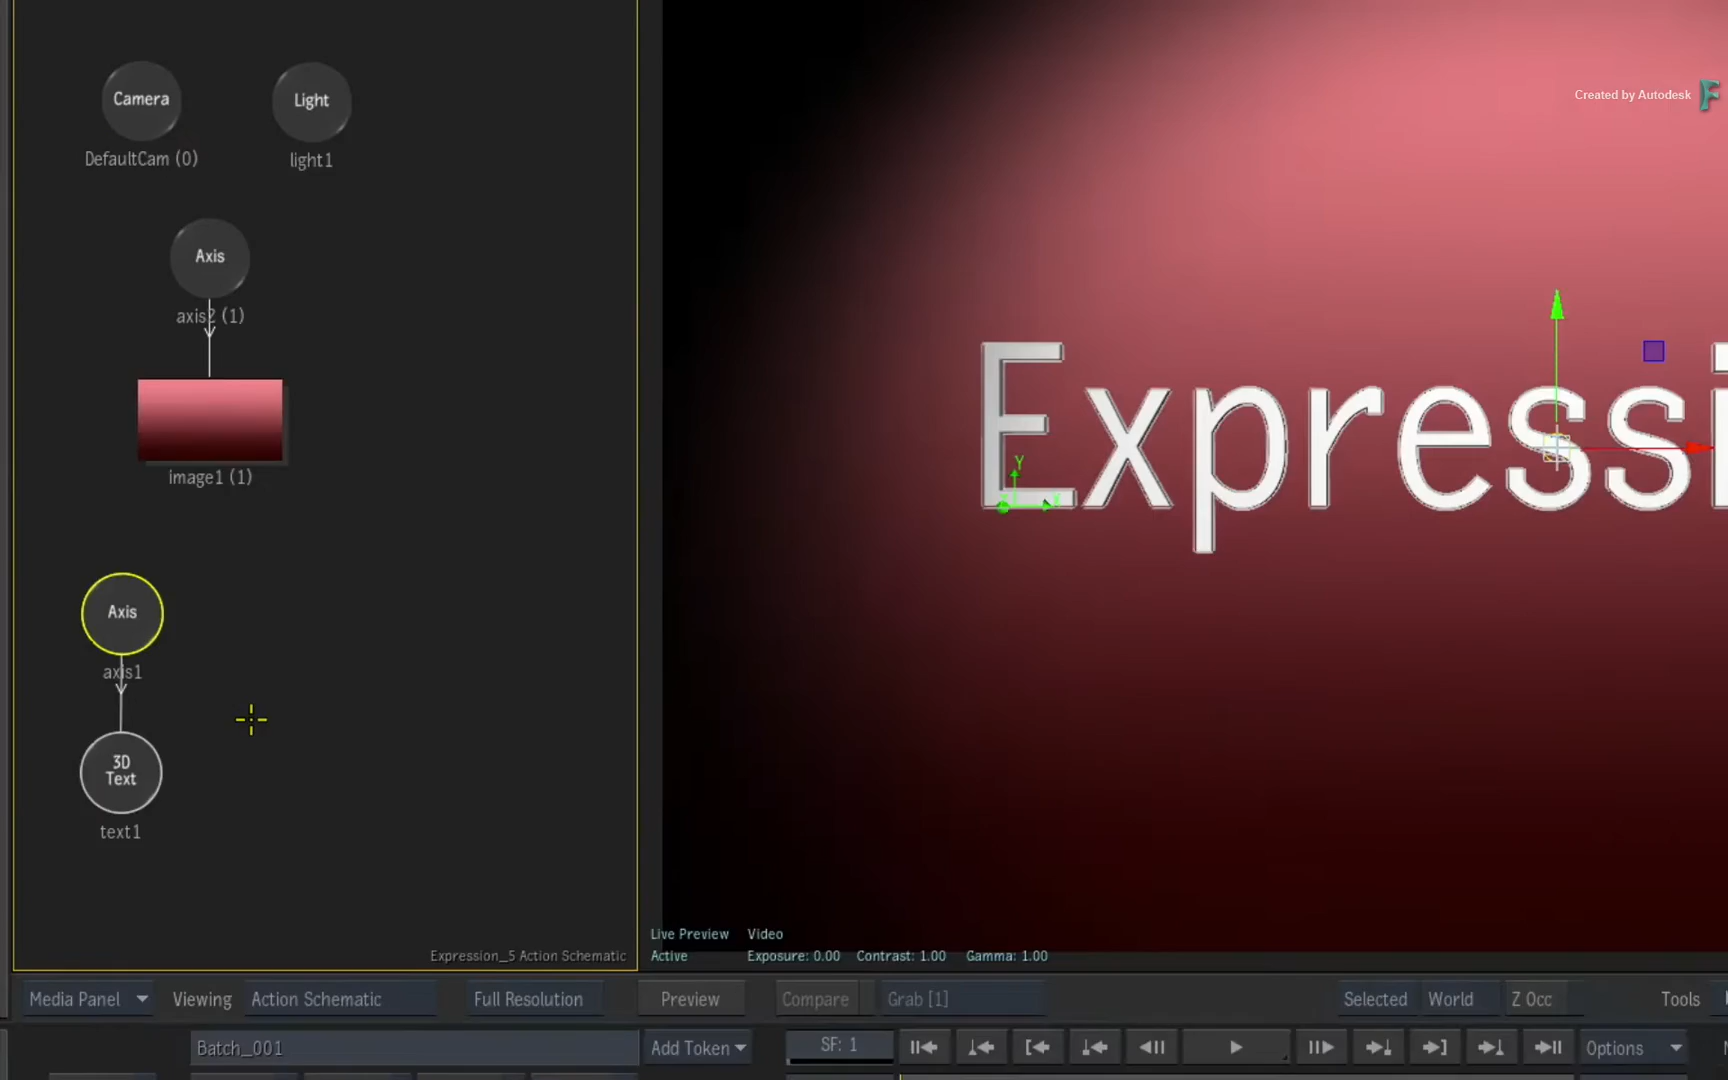 Camera
DefaultCam (0)
Light
light1
Axis
axis2 (1)
image1 (1)
Axis
axis1
3D
Text
text1
Expression_5 Action Schematic
Created by Autodesk
Expressi
Y
X
Live Preview Video
Active Exposure: 0.00 Contrast: 1.00 Gamma: 1.00
Media Panel Viewing Action Schematic Full Resolution Preview Compare Grab [1] Selected World Z Occ Tools
Batch_001 Add Token SF: 1 Options